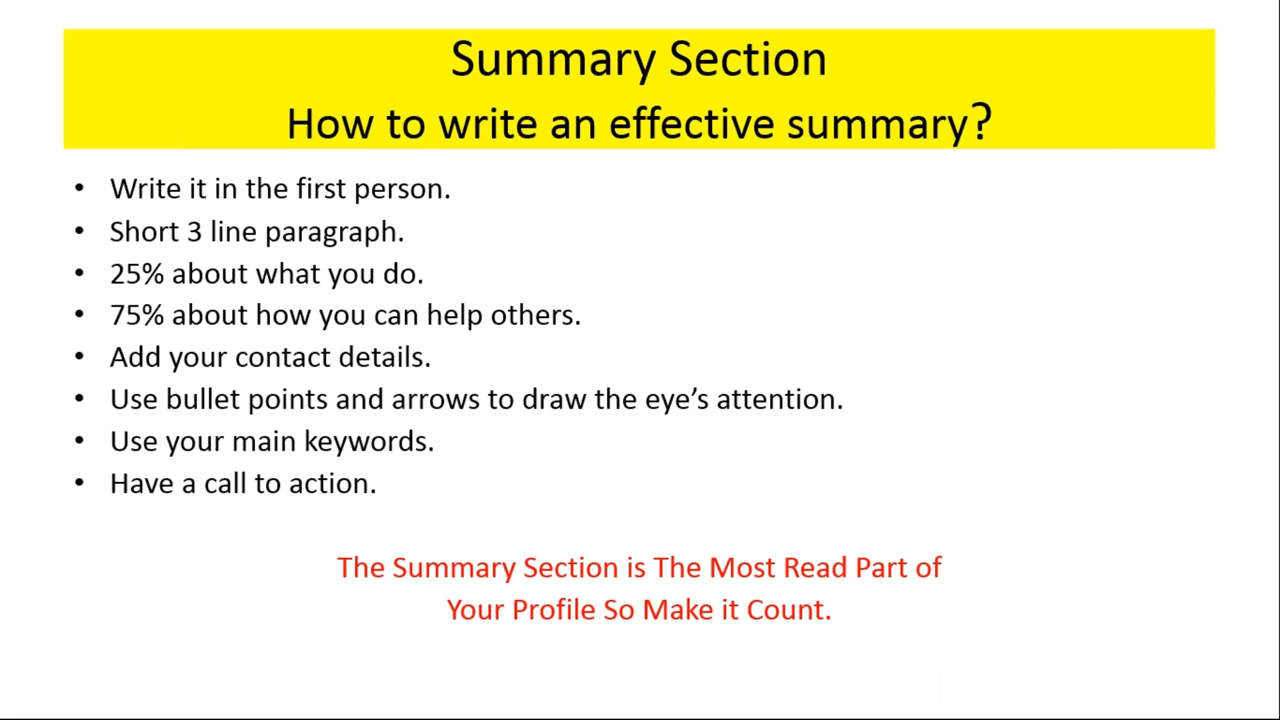 Summary Section
How to write an effective summary?
• Write it in the first person.
• Short 3 line paragraph.
• 25% about what you do.
• 75% about how you can help others.
• Add your contact details.
• Use bullet points and arrows to draw the eye’s attention.
• Use your main keywords.
• Have a call to action.
The Summary Section is The Most Read Part of
Your Profile So Make it Count.